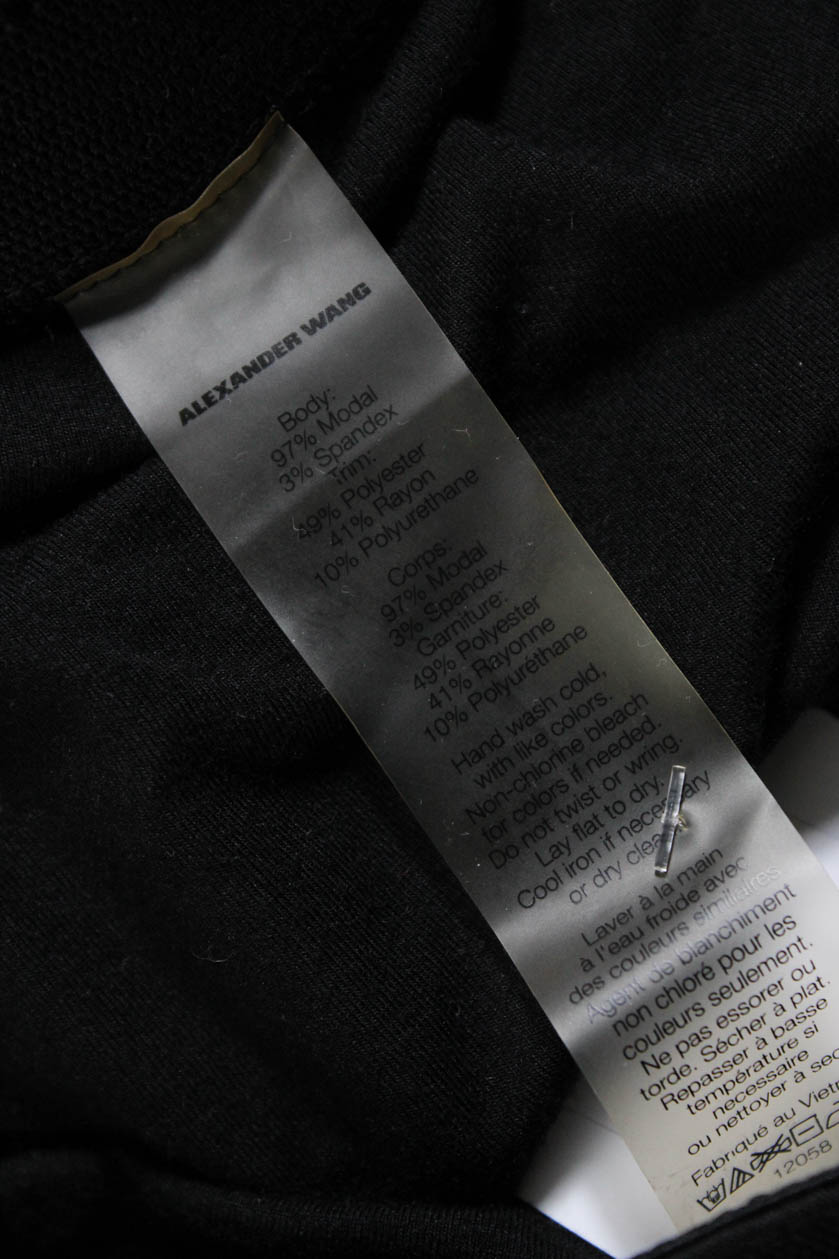 ALEXANDER WANG
Body:
97% Modal
3% Spandex
Trim:
49% Polyester
41% Rayon
10% Polyurethane
Corps:
97% Modal
3% Spandex
Garniture:
49% Polyester
41% Rayonne
10% Polyuréthane
Hand wash cold,
with like colors.
Non-chlorine bleach
for colors if needed.
Do not twist or wring.
Lay flat to dry.
Cool iron if necessary
or dry clean
Laver à la main
à l'eau froide avec
des couleurs similaires
Agent de blanchiment
non chloré pour les
couleurs seulement.
Ne pas essorer ou
torde. Sécher à plat.
Repasser à basse
température si
necessaire
ou nettoyer à sec
Fabriqué au Vietn
12058